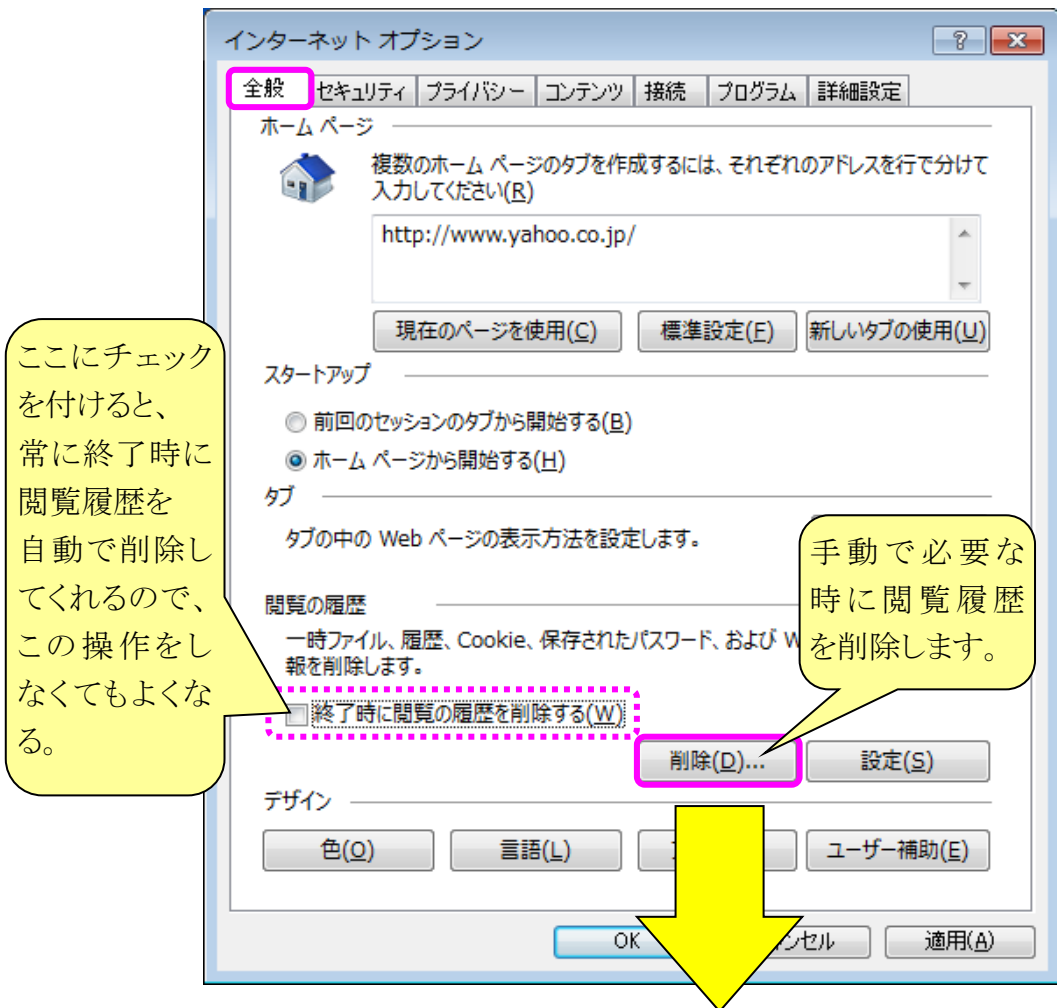 インターネット オプション
全般 セキュリティ プライバシー コンテンツ 接続 プログラム 詳細設定
ホーム ページ
複数のホーム ページのタブを作成するには、それぞれのアドレスを行で分けて
入力してください(R)
http://www.yahoo.co.jp/
現在のページを使用(C) 標準設定(F) 新しいタブの使用(U)
スタートアップ
前回のセッションのタブから開始する(B)
ホーム ページから開始する(H)
タブ
タブの中の Web ページの表示方法を設定します。
閲覧の履歴
一時ファイル、履歴、Cookie、保存されたパスワード、および W
報を削除します。
終了時に閲覧の履歴を削除する(W)
削除(D)... 設定(S)
デザイン
色(O) 言語(L) ユーザー補助(E)
OK ンセル 適用(A)
ここにチェック
を付けると、
常に終了時に
閲覧履歴を
自動で削除し
てくれるので、
この操作をし
なくてもよくな
る。
手動で必要な
時に閲覧履歴
を削除します。